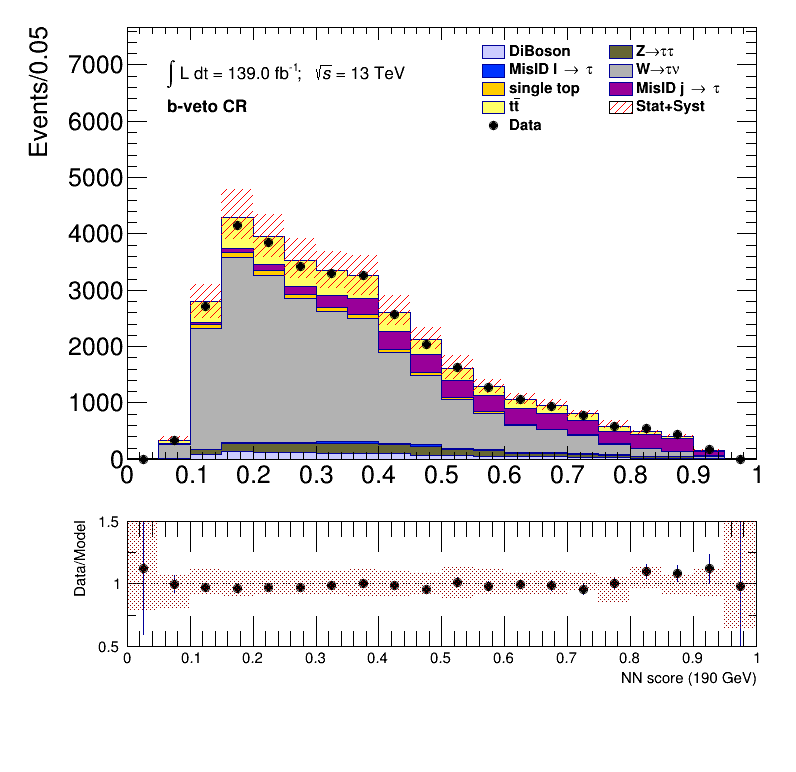 Events/0.05
7000
6000
5000
4000
3000
2000
1000
0
∫ L dt = 139.0 fb⁻¹; √s = 13 TeV
b-veto CR
DiBoson
Z→ττ
MisID l → τ
W→τν
single top
MisID j → τ
tt̄
Stat+Syst
Data
0 0.1 0.2 0.3 0.4 0.5 0.6 0.7 0.8 0.9 1
Data/Model
1.5
1
0.5
0 0.1 0.2 0.3 0.4 0.5 0.6 0.7 0.8 0.9 1
NN score (190 GeV)